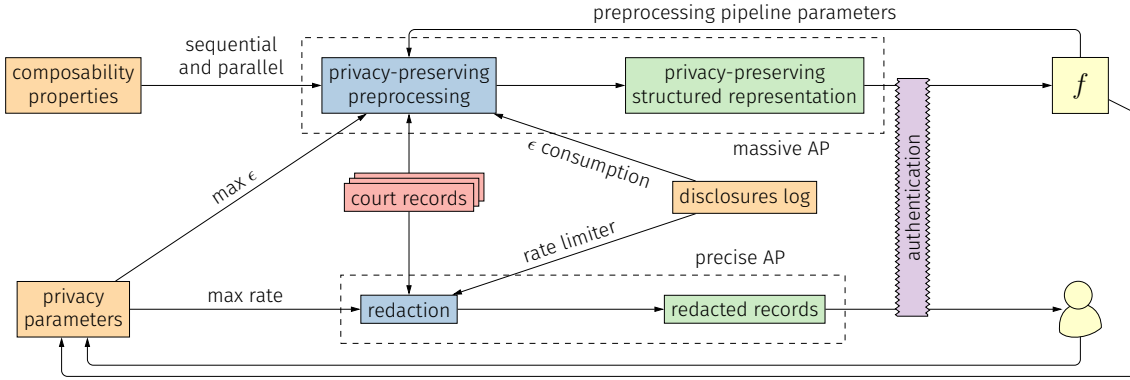 preprocessing pipeline parameters
sequential
and parallel
composability
properties
privacy-preserving
preprocessing
privacy-preserving
structured representation
f
massive AP
ϵ consumption
max ϵ
court records
disclosures log
authentication
rate limiter
precise AP
privacy
parameters
max rate
redaction
redacted records